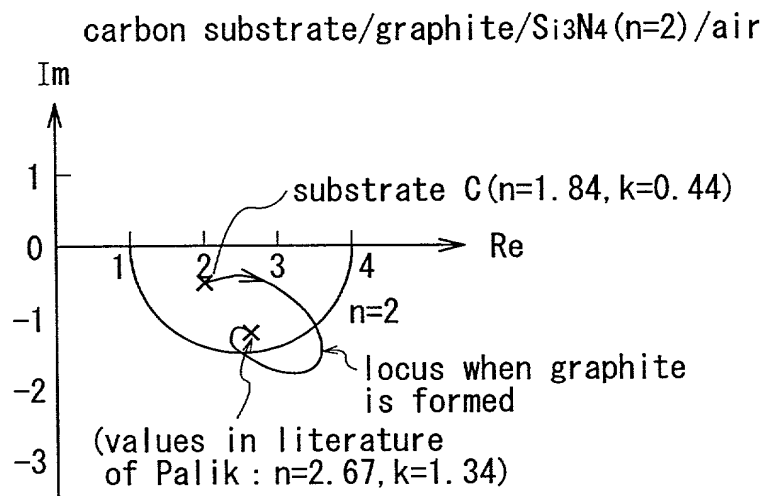 carbon substrate/graphite/Si3N4(n=2)/air
Im
1
substrate C(n=1.84,k=0.44)
0
1
2
3
4
Re
-1
n=2
locus when graphite
is formed
-2
(values in literature
of Palik : n=2.67,k=1.34)
-3